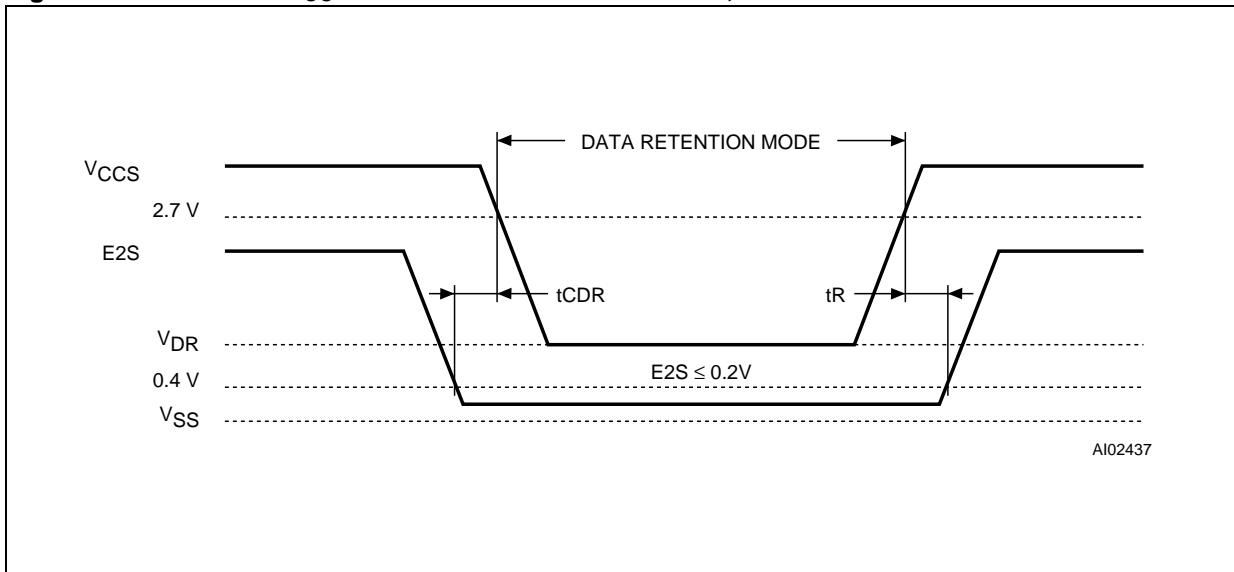 DATA RETENTION MODE
VCCS
2.7 V
E2S
tCDR
tR
VDR
E2S ≤ 0.2V
0.4 V
VSS
AI02437